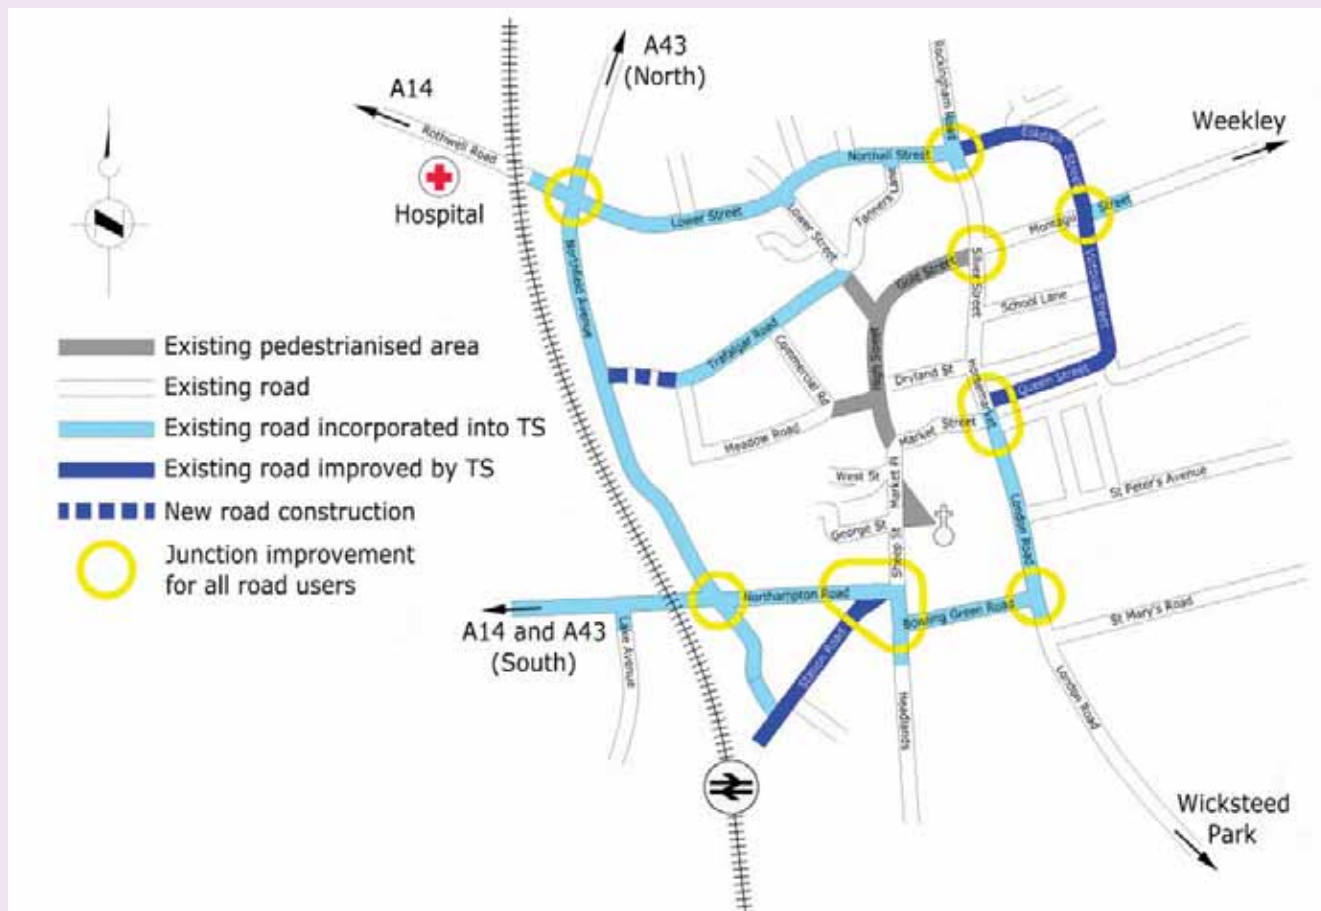 A43
(North)
A14
Rothwell Road
Hospital
Rockingham Road
Weekley
Northall Street
Eskdaill Street
Tanners Lane
Lower Street
Lower Street
Montagu Street
Gold Street
Silver Street
Northfield Avenue
Victoria Street
School Lane
Trafalgar Road
Commercial Rd
High Street
Dryland St
Horsemarket
Queen Street
Meadow Road
Market Street
West St
Market Pl
St Peter's Avenue
George St
Sheep St
London Road
Existing pedestrianised area
Existing road
Existing road incorporated into TS
Existing road improved by TS
New road construction
Junction improvement
for all road users
Northampton Road
Bowling Green Road
St Mary's Road
A14 and A43
(South)
Lake Avenue
Station Road
Headlands
London Road
Wicksteed
Park